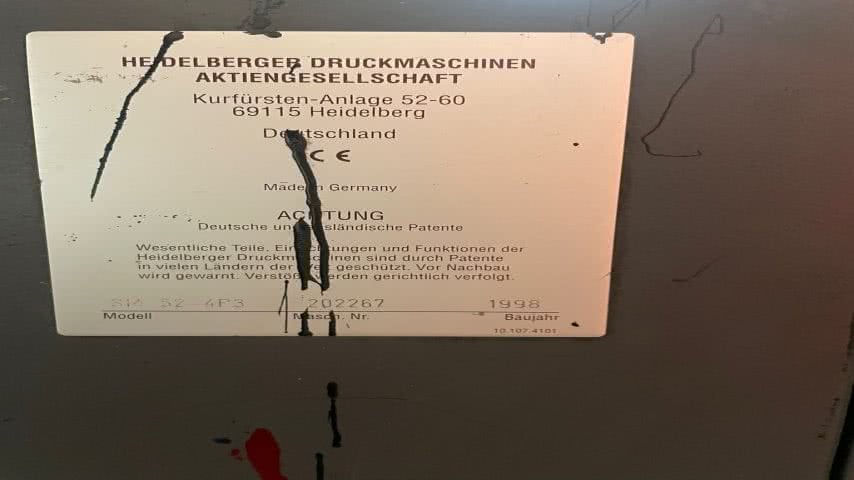 HEIDELBERGER DRUCKMASCHINEN
AKTIENGESELLSCHAFT
Kurfürsten-Anlage 52-60
69115 Heidelberg
Deutschland
CE
Made in Germany
ACHTUNG
Deutsche und ausländische Patente
Wesentliche Teile, Einrichtungen und Funktionen der
Heidelberger Druckmaschinen sind durch Patente
in vielen Ländern der Welt geschützt. Vor Nachbau
wird gewarnt. Verstöße werden gerichtlich verfolgt.
52-4P3 202267 1998
Modell Masch. Nr. Baujahr
10.107.4101